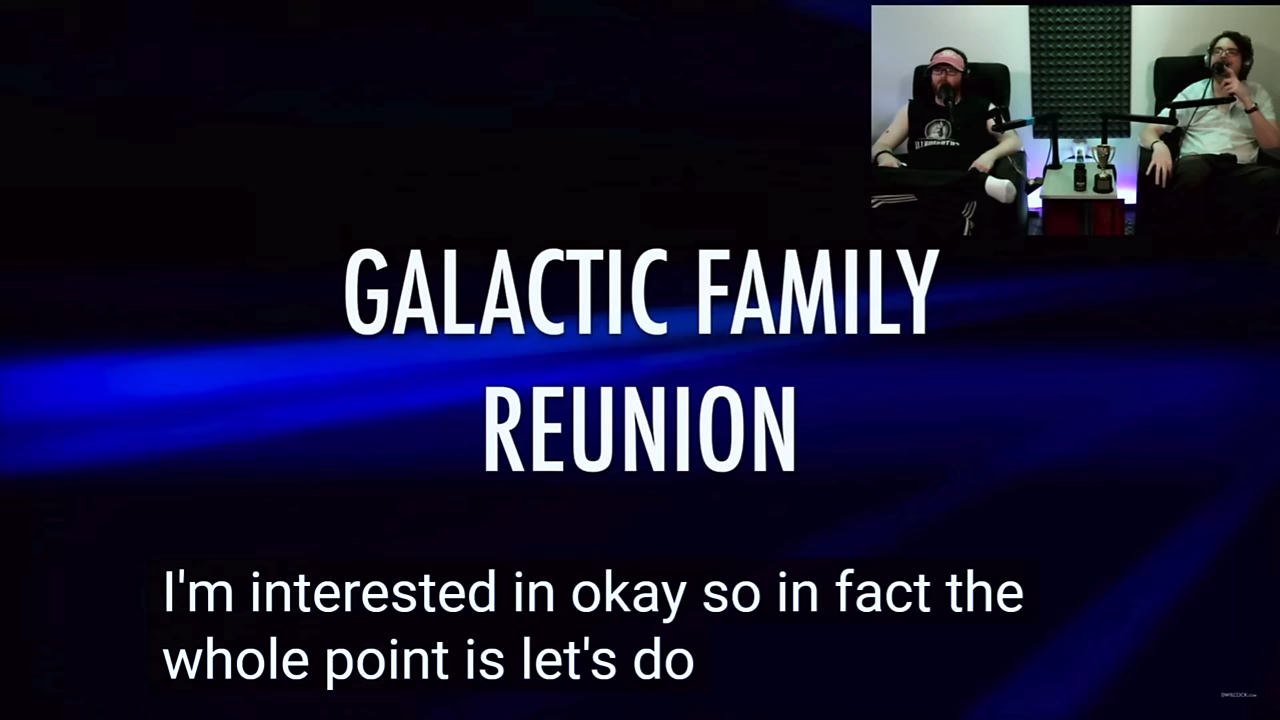 GALACTIC FAMILY
REUNION
I'm interested in okay so in fact the
whole point is let's do